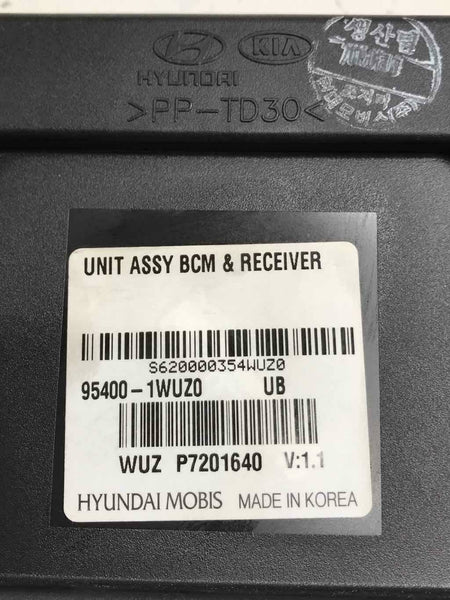 HYUNDAI
KIA
>PP-TD30<
생산팀
UNIT ASSY BCM & RECEIVER
S620000354WUZ0
95400-1WUZ0 UB
WUZ P7201640 V:1.1
HYUNDAI MOBIS MADE IN KOREA